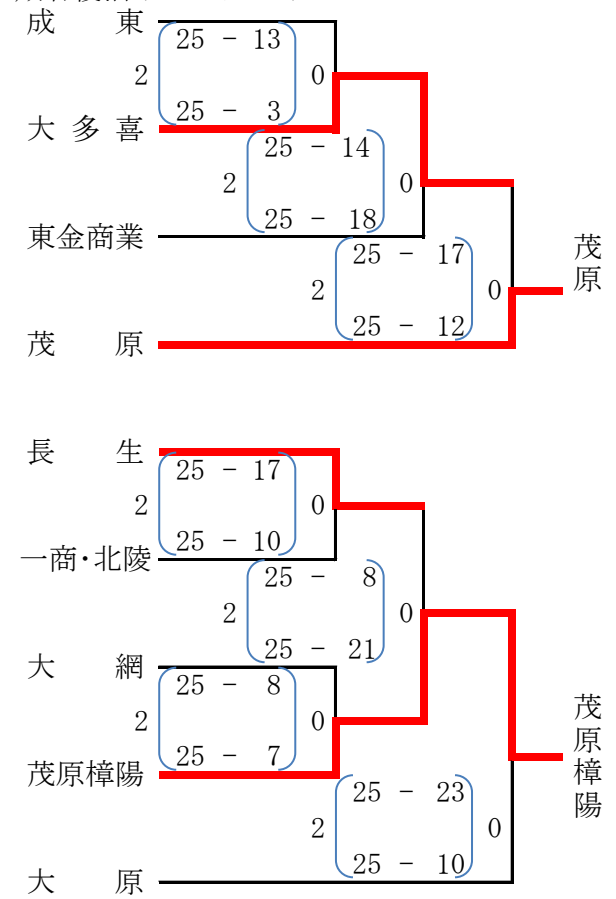 成 東
25 - 13
2 0
25 - 3
大 多 喜
25 - 14
2 0
25 - 18
東金商業
25 - 17
2 0
25 - 12
茂 原
茂原
長 生
25 - 17
2 0
25 - 10
一商・北陵
25 - 8
2 0
25 - 21
大 網
25 - 8
2 0
25 - 7
茂原樟陽
25 - 23
2 0
25 - 10
大 原
茂原樟陽